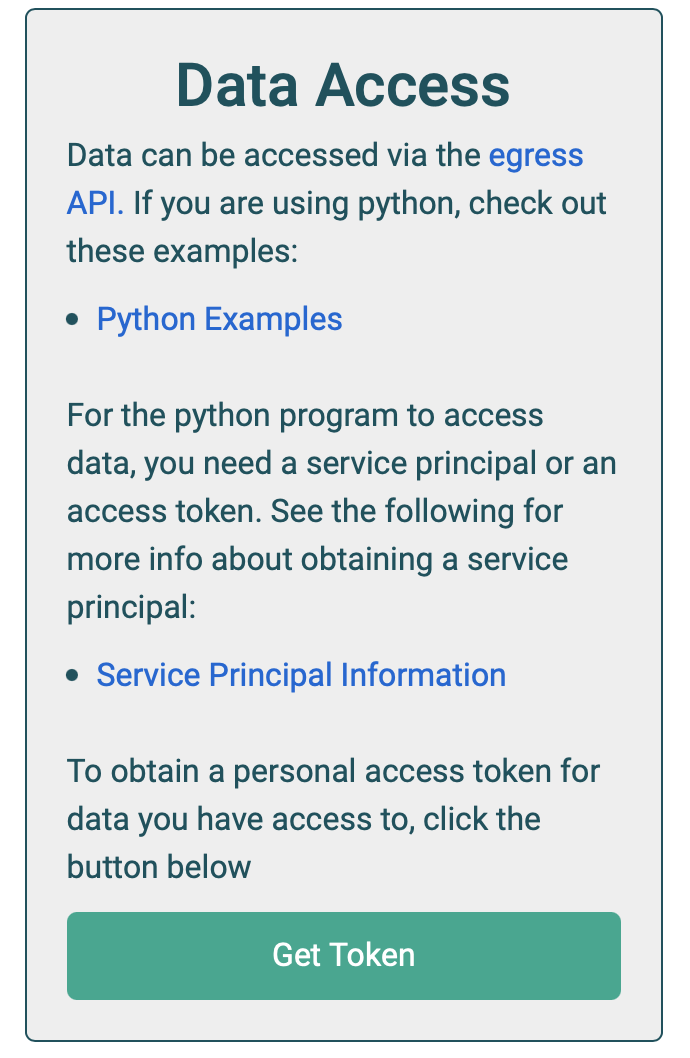 Data Access
Data can be accessed via the egress
API. If you are using python, check out
these examples:
• Python Examples
For the python program to access
data, you need a service principal or an
access token. See the following for
more info about obtaining a service
principal:
• Service Principal Information
To obtain a personal access token for
data you have access to, click the
button below
Get Token